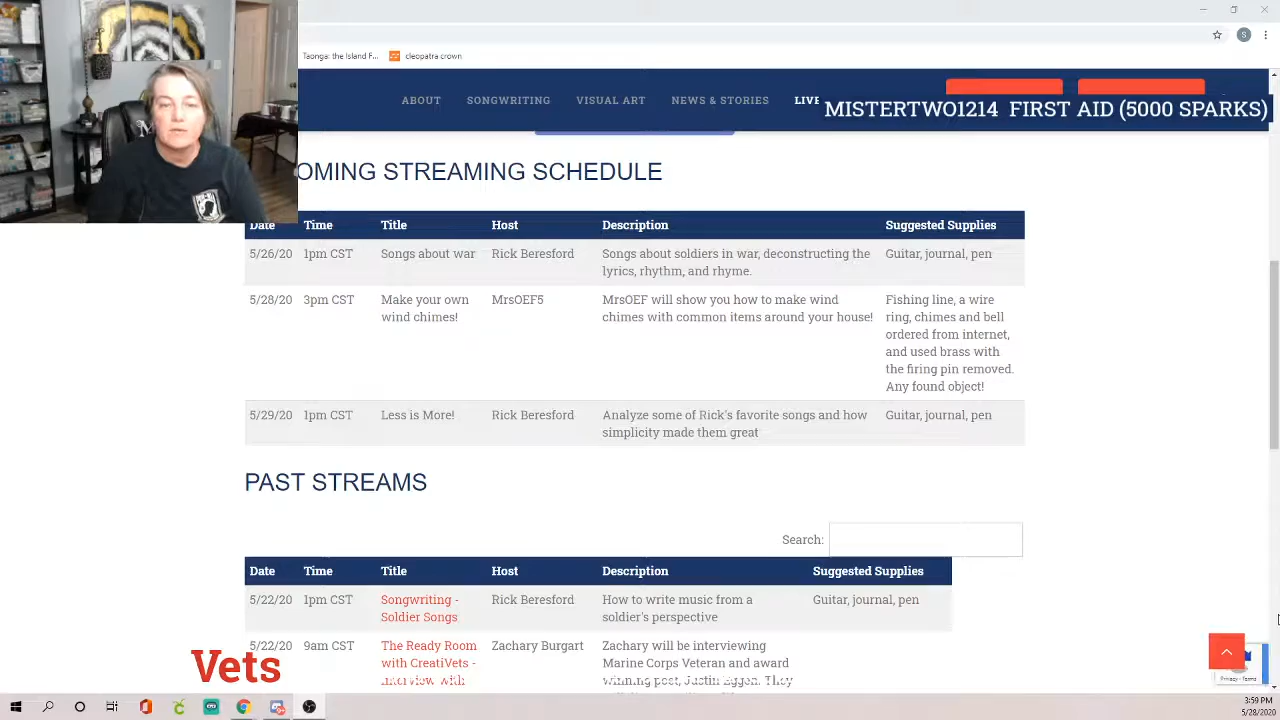 Taonga: the Island F...
cleopatra crown
ABOUT
SONGWRITING
VISUAL ART
NEWS & STORIES
LIVE
MISTERTWO1214 FIRST AID (5000 SPARKS)
OMING STREAMING SCHEDULE
Date Time Title Host Description Suggested Supplies
5/26/20 1pm CST Songs about war Rick Beresford Songs about soldiers in war, deconstructing the Guitar, journal, pen
lyrics, rhythm, and rhyme.
5/28/20 3pm CST Make your own MrsOEF5 MrsOEF will show you how to make wind Fishing line, a wire
wind chimes! chimes with common items around your house! ring, chimes and bell
ordered from internet,
and used brass with
the firing pin removed.
Any found object!
5/29/20 1pm CST Less is More! Rick Beresford Analyze some of Rick's favorite songs and how Guitar, journal, pen
simplicity made them great
PAST STREAMS
Search:
Date Time Title Host Description Suggested Supplies
5/22/20 1pm CST Songwriting - Rick Beresford How to write music from a Guitar, journal, pen
Soldier Songs soldier's perspective
5/22/20 9am CST The Ready Room Zachary Burgart Zachary will be interviewing
with CreatiVets - Marine Corps Veteran and award
interview with winning post, Justin Eggen. They
Vets
Privacy - Terms
3:59 PM
5/28/2020